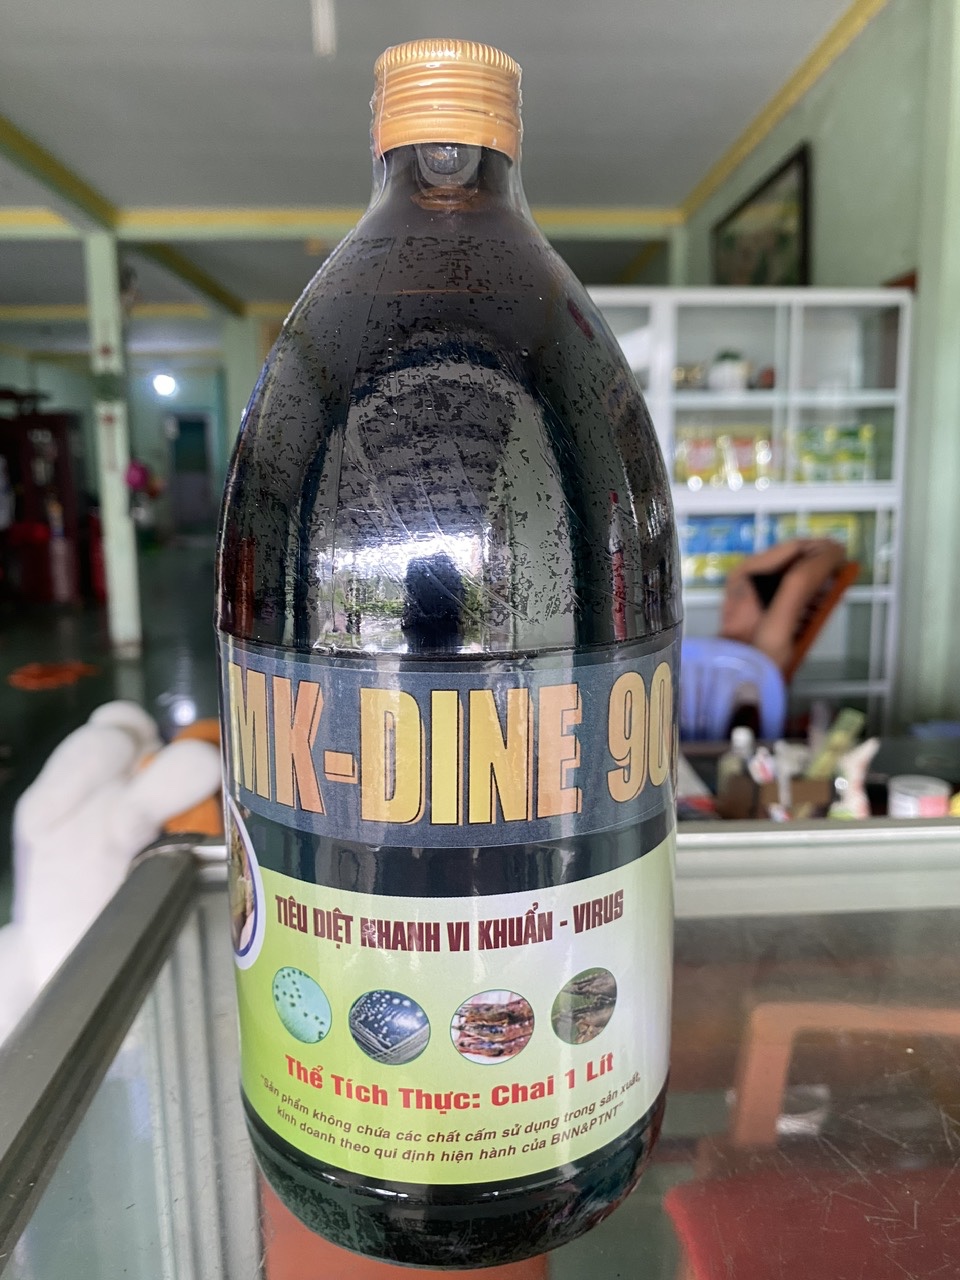 MK-DINE 90
TIÊU DIỆT NHANH VI KHUẨN - VIRUS
Thể Tích Thực: Chai 1 Lít
"Sản phẩm không chứa các chất cấm sử dụng trong sản xuất,
kinh doanh theo qui định hiện hành của BNN&PTNT"